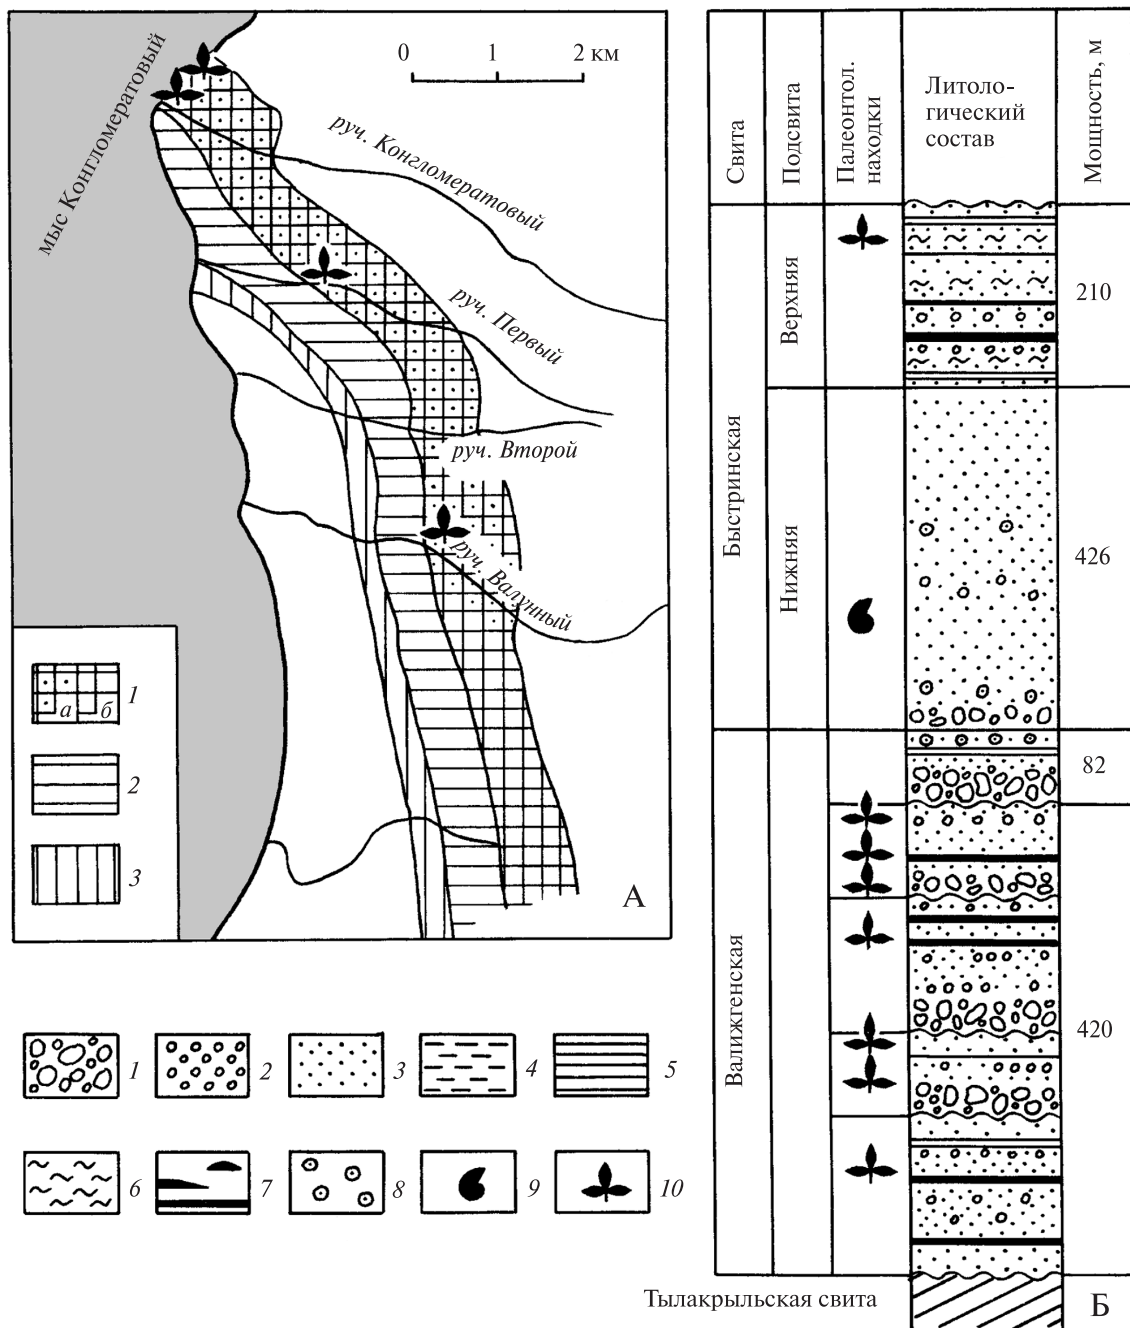 0 1 2 км
мыс Конгломератовый
руч. Конгломератовый
руч. Первый
руч. Второй
руч. Валунный
1
а б
2
3
А
1 2 3 4 5
6 7 8 9 10
Свита
Подсвита
Палеонтол.
находки
Литоло-
гический
состав
Мощность, м
Быстринская
Верхняя
210
Нижняя
426
Валижгенская
82
420
Тылакрыльская свита
Б